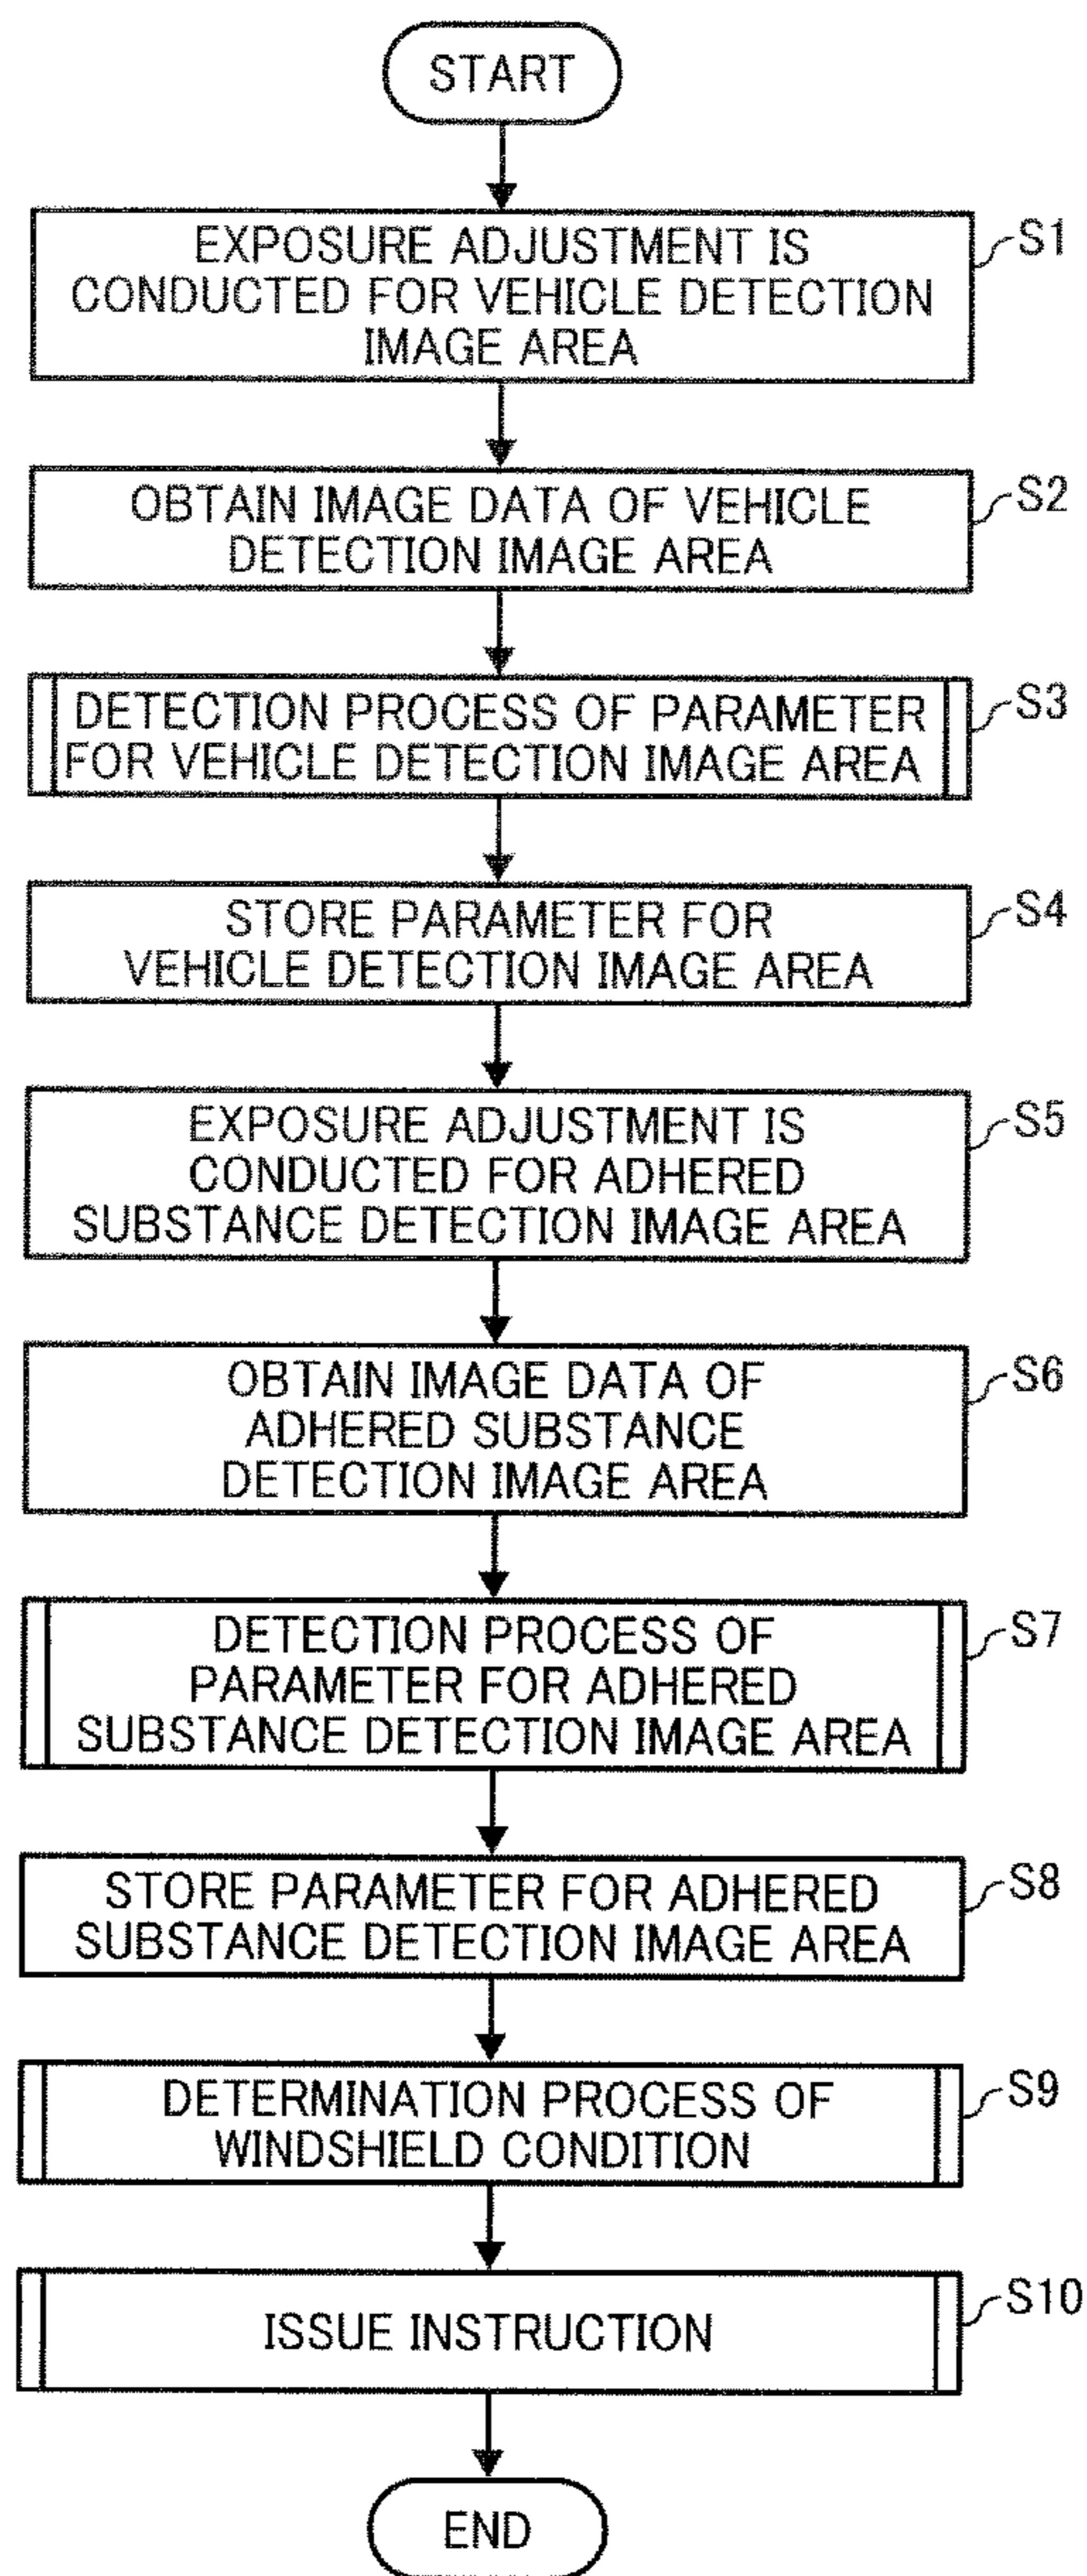 START
EXPOSURE ADJUSTMENT IS
CONDUCTED FOR VEHICLE DETECTION
IMAGE AREA
S1
OBTAIN IMAGE DATA OF VEHICLE
DETECTION IMAGE AREA
S2
DETECTION PROCESS OF PARAMETER
FOR VEHICLE DETECTION IMAGE AREA
S3
STORE PARAMETER FOR
VEHICLE DETECTION IMAGE AREA
S4
EXPOSURE ADJUSTMENT IS
CONDUCTED FOR ADHERED
SUBSTANCE DETECTION IMAGE AREA
S5
OBTAIN IMAGE DATA OF
ADHERED SUBSTANCE
DETECTION IMAGE AREA
S6
DETECTION PROCESS OF
PARAMETER FOR ADHERED
SUBSTANCE DETECTION IMAGE AREA
S7
STORE PARAMETER FOR ADHERED
SUBSTANCE DETECTION IMAGE AREA
S8
DETERMINATION PROCESS OF
WINDSHIELD CONDITION
S9
ISSUE INSTRUCTION
S10
END